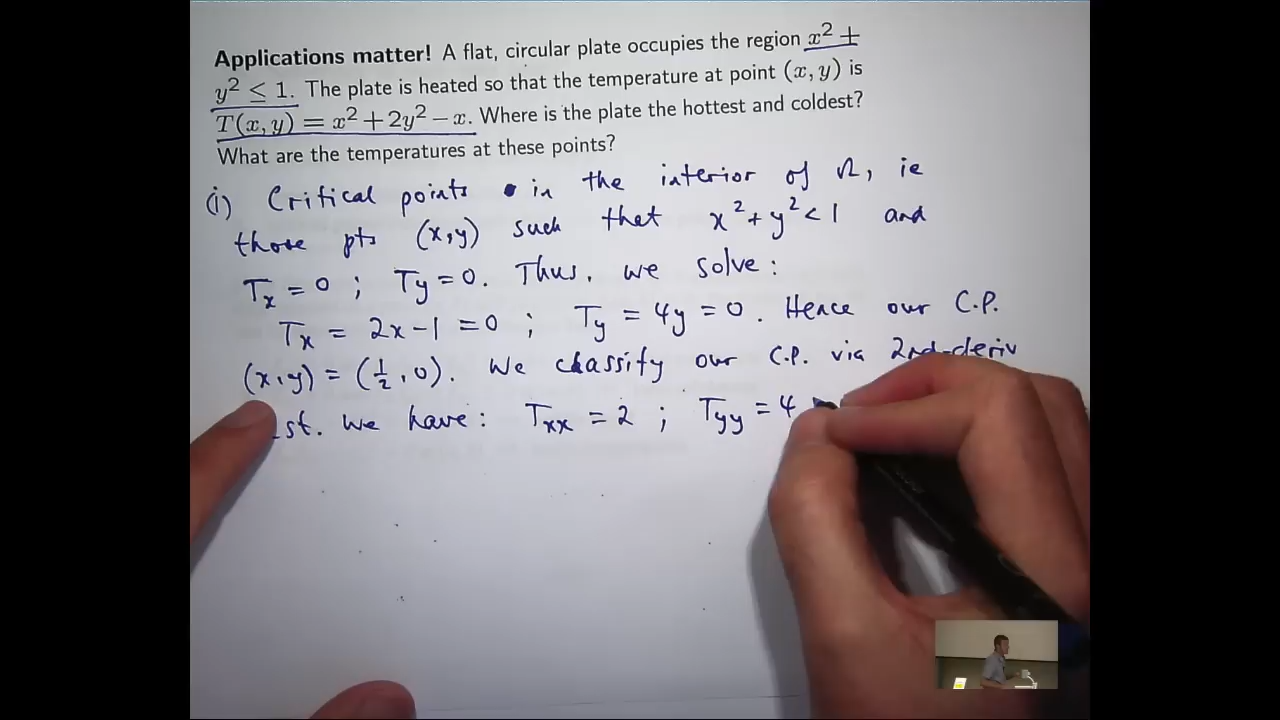 Applications matter! A flat, circular plate occupies the region x² +
y² ≤ 1. The plate is heated so that the temperature at point (x, y) is
T(x, y) = x² + 2y² − x. Where is the plate the hottest and coldest?
What are the temperatures at these points?
(i) Critical points in the interior of Ω, ie
those pts (x,y) such that x² + y² < 1 and
Tx = 0 ; Ty = 0. Thus, we solve:
Tx = 2x − 1 = 0 ; Ty = 4y = 0. Hence our C.P.
(x,y) = (1/2, 0). We classify our C.P. via 2nd-deriv
st. we have: Txx = 2 ; Tyy = 4